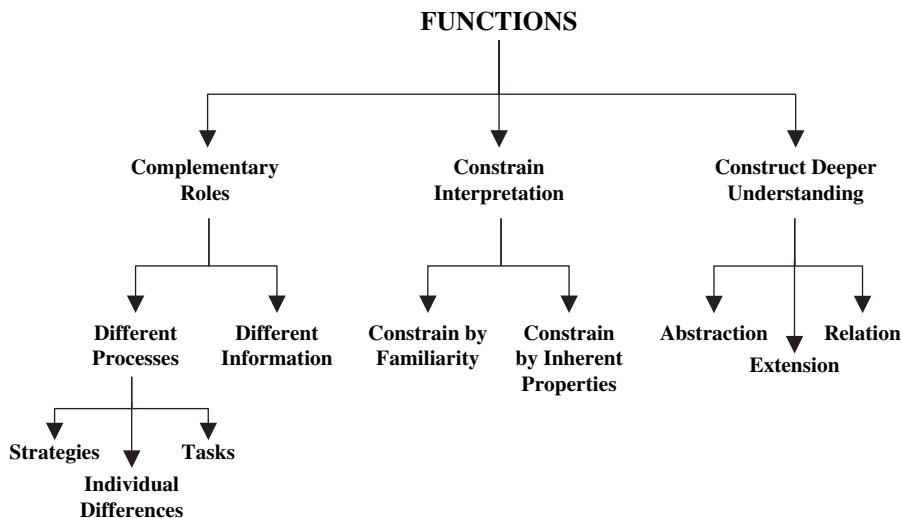 FUNCTIONS
Complementary
Roles
Constrain
Interpretation
Construct Deeper
Understanding
Different
Processes
Different
Information
Constrain by
Familiarity
Constrain
by Inherent
Properties
Abstraction
Extension
Relation
Strategies
Individual
Differences
Tasks